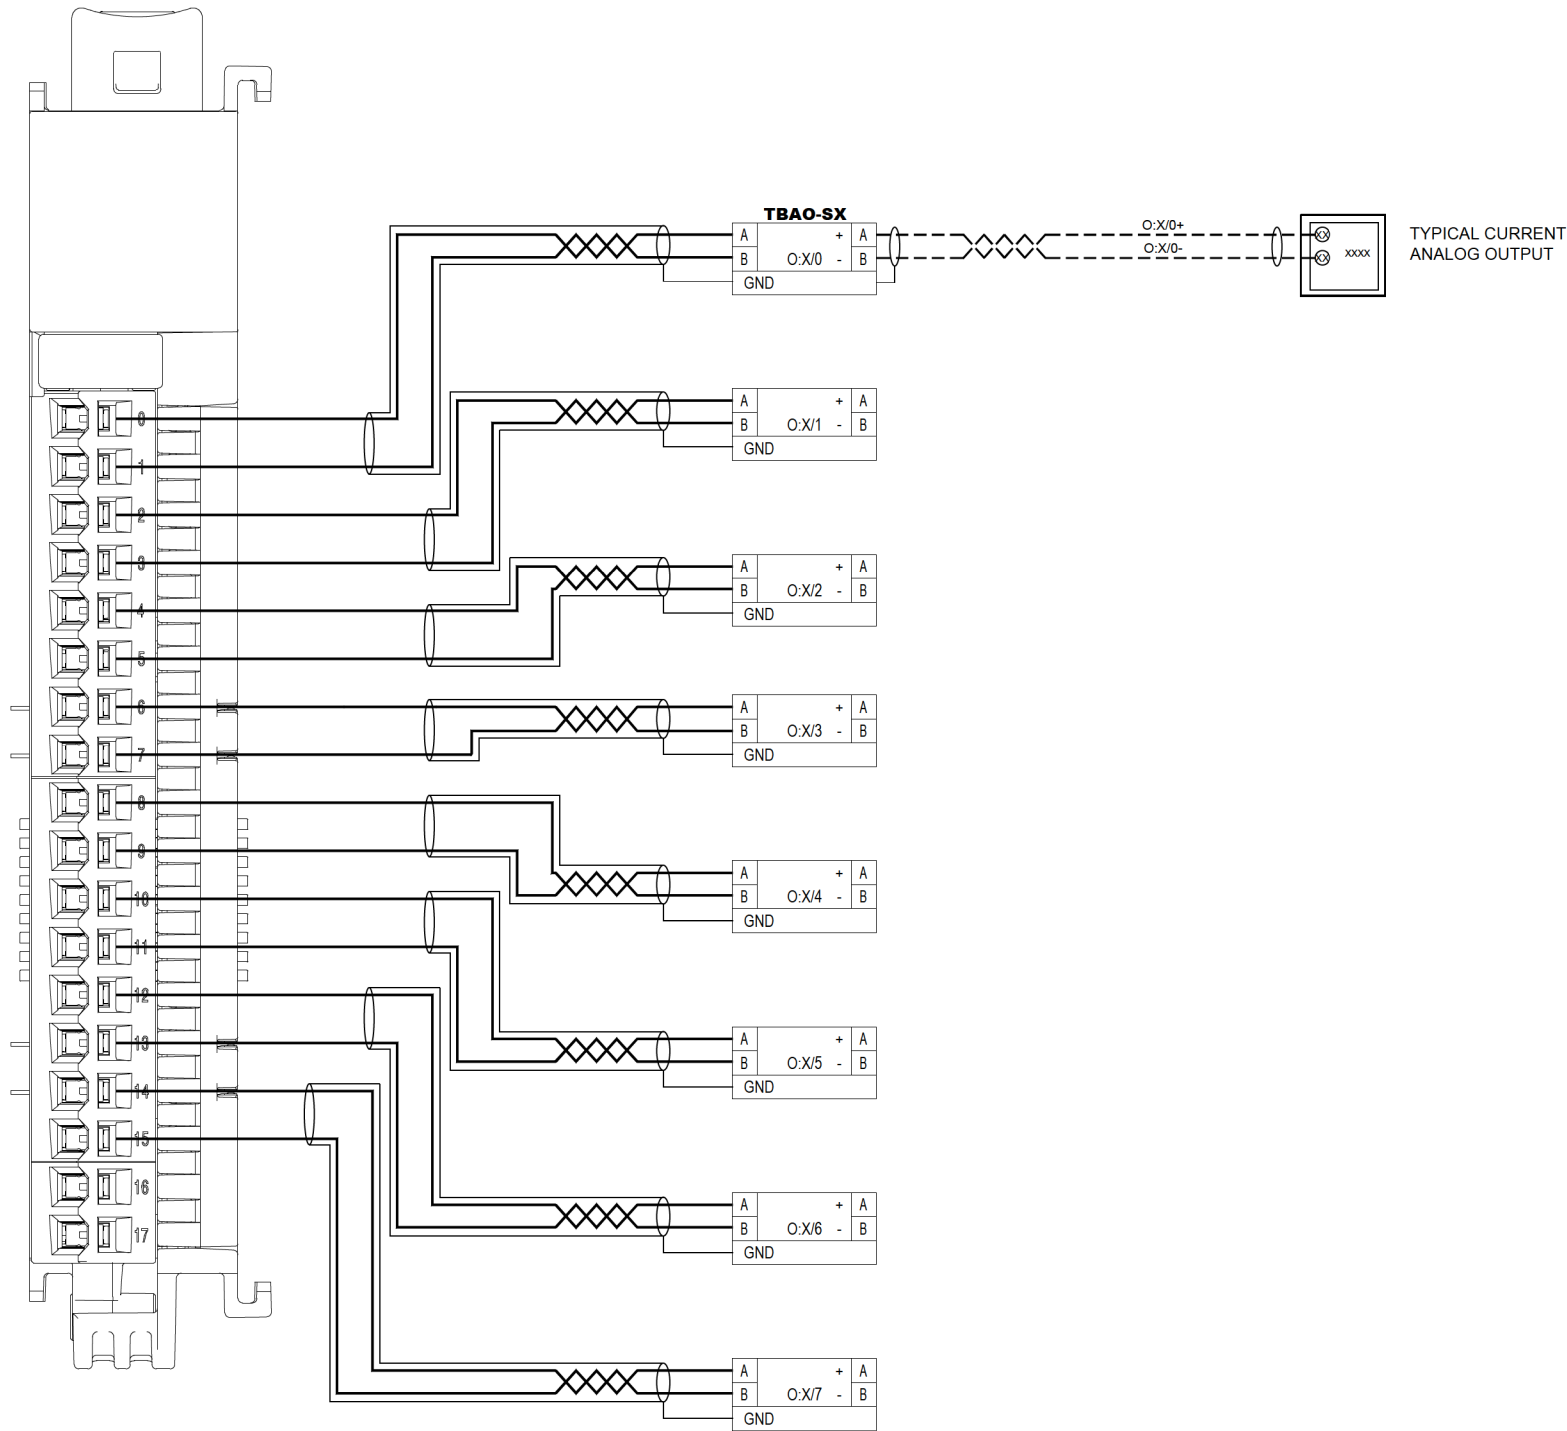 TBAO-SX
A + A
B O:X/0 - B
GND
O:X/0+
O:X/0-
XX
XX
XXXX
TYPICAL CURRENT
ANALOG OUTPUT
A + A
B O:X/1 - B
GND
A + A
B O:X/2 - B
GND
A + A
B O:X/3 - B
GND
A + A
B O:X/4 - B
GND
A + A
B O:X/5 - B
GND
A + A
B O:X/6 - B
GND
A + A
B O:X/7 - B
GND
0
1
2
3
4
5
6
7
8
9
10
11
12
13
14
15
16
17